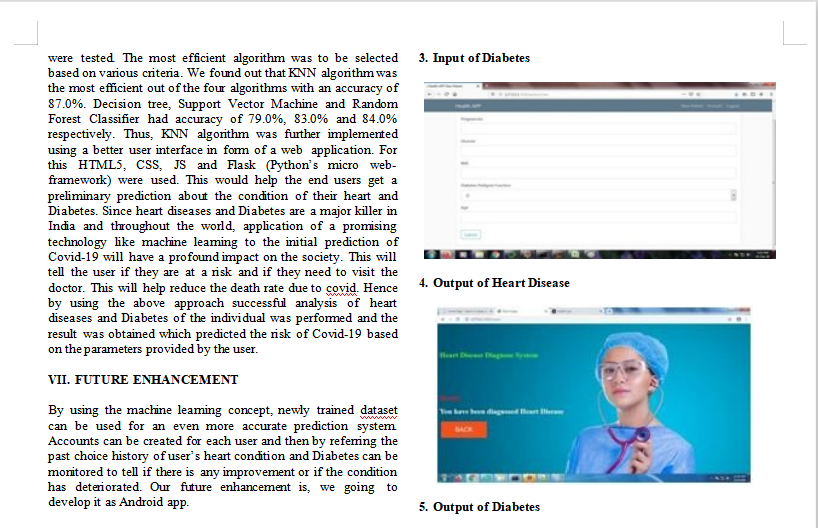 were tested. The most efficient algorithm was to be selected
based on various criteria. We found out that KNN algorithm was
the most efficient out of the four algorithms with an accuracy of
87.0%. Decision tree, Support Vector Machine and Random
Forest Classifier had accuracy of 79.0%, 83.0% and 84.0%
respectively. Thus, KNN algorithm was further implemented
using a better user interface in form of a web application. For
this HTML5, CSS, JS and Flask (Python's micro web-
framework) were used. This would help the end users get a
preliminary prediction about the condition of their heart and
Diabetes. Since heart diseases and Diabetes are a major killer in
India and throughout the world, application of a promising
technology like machine learning to the initial prediction of
Covid-19 will have a profound impact on the society. This will
tell the user if they are at a risk and if they need to visit the
doctor. This will help reduce the death rate due to covid. Hence
by using the above approach successful analysis of heart
diseases and Diabetes of the individual was performed and the
result was obtained which predicted the risk of Covid-19 based
on the parameters provided by the user.
VII. FUTURE ENHANCEMENT
By using the machine learning concept, newly trained dataset
can be used for an even more accurate prediction system.
Accounts can be created for each user and then by referring the
past choice history of user's heart condition and Diabetes can be
monitored to tell if there is any improvement or if the condition
has deteriorated. Our future enhancement is, we going to
develop it as Android app.
3. Input of Diabetes
Health APP
4. Output of Heart Disease
Heart Disease Diagnose System
You have been diagnosed Heart Disease
BACK
5. Output of Diabetes